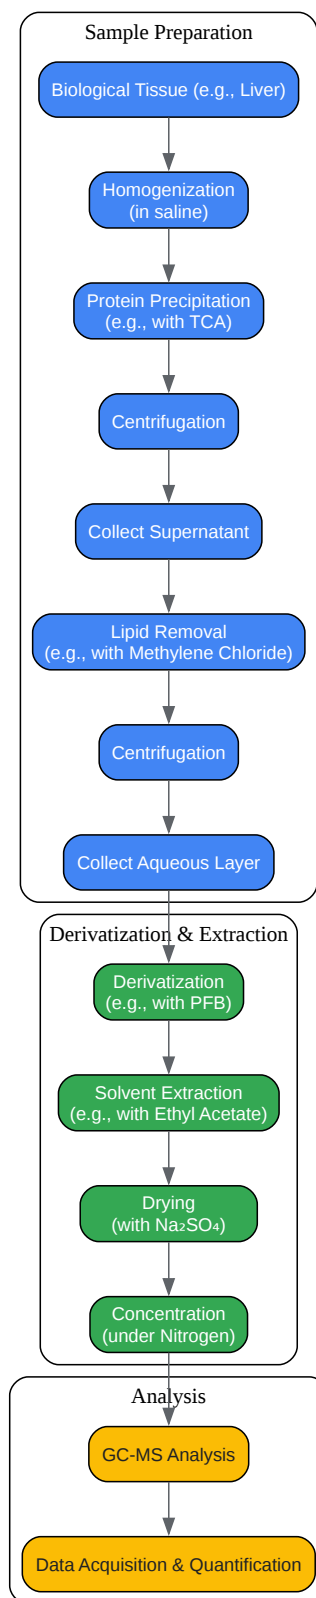 Sample Preparation
Biological Tissue (e.g., Liver)
Homogenization
(in saline)
Protein Precipitation
(e.g., with TCA)
Centrifugation
Collect Supernatant
Lipid Removal
(e.g., with Methylene Chloride)
Centrifugation
Collect Aqueous Layer
Derivatization & Extraction
Derivatization
(e.g., with PFB)
Solvent Extraction
(e.g., with Ethyl Acetate)
Drying
(with Na₂SO₄)
Concentration
(under Nitrogen)
Analysis
GC-MS Analysis
Data Acquisition & Quantification